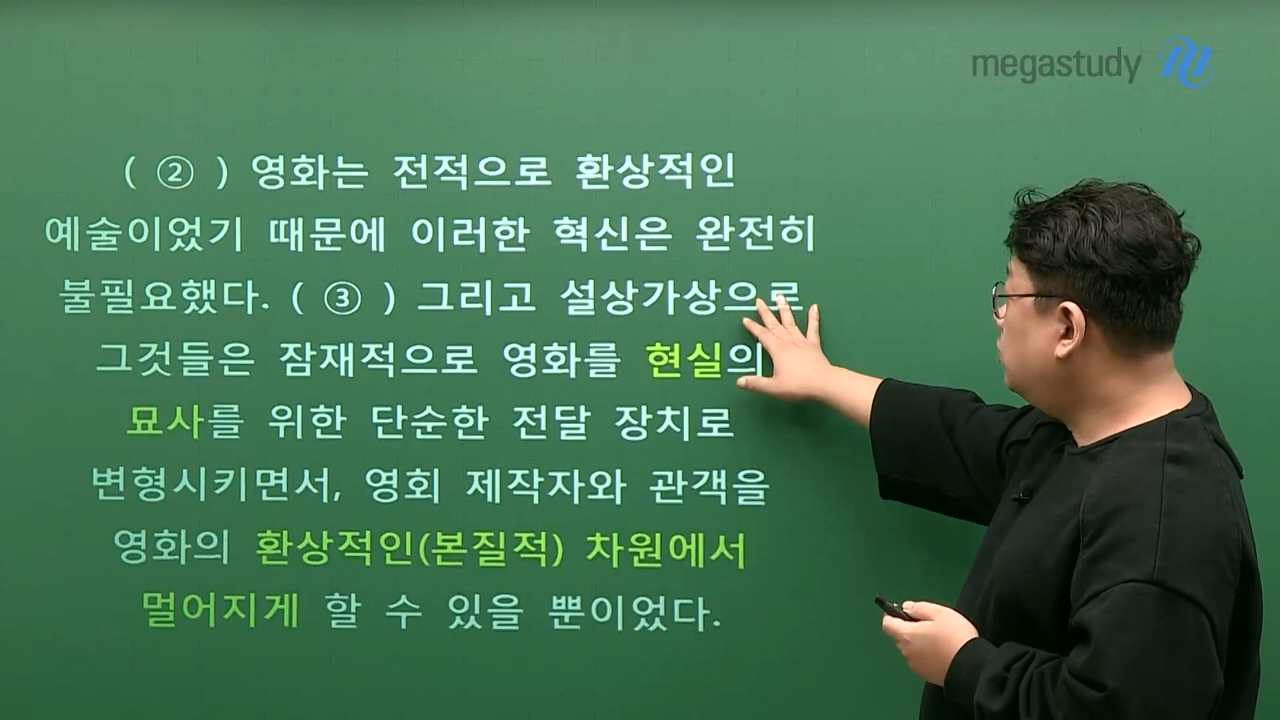 megastudy
( ② ) 영화는 전적으로 환상적인
예술이었기 때문에 이러한 혁신은 완전히
불필요했다. ( ③ ) 그리고 설상가상으로
그것들은 잠재적으로 영화를 현실의
묘사를 위한 단순한 전달 장치로
변형시키면서, 영회 제작자와 관객을
영화의 환상적인(본질적) 차원에서
멀어지게 할 수 있을 뿐이었다.